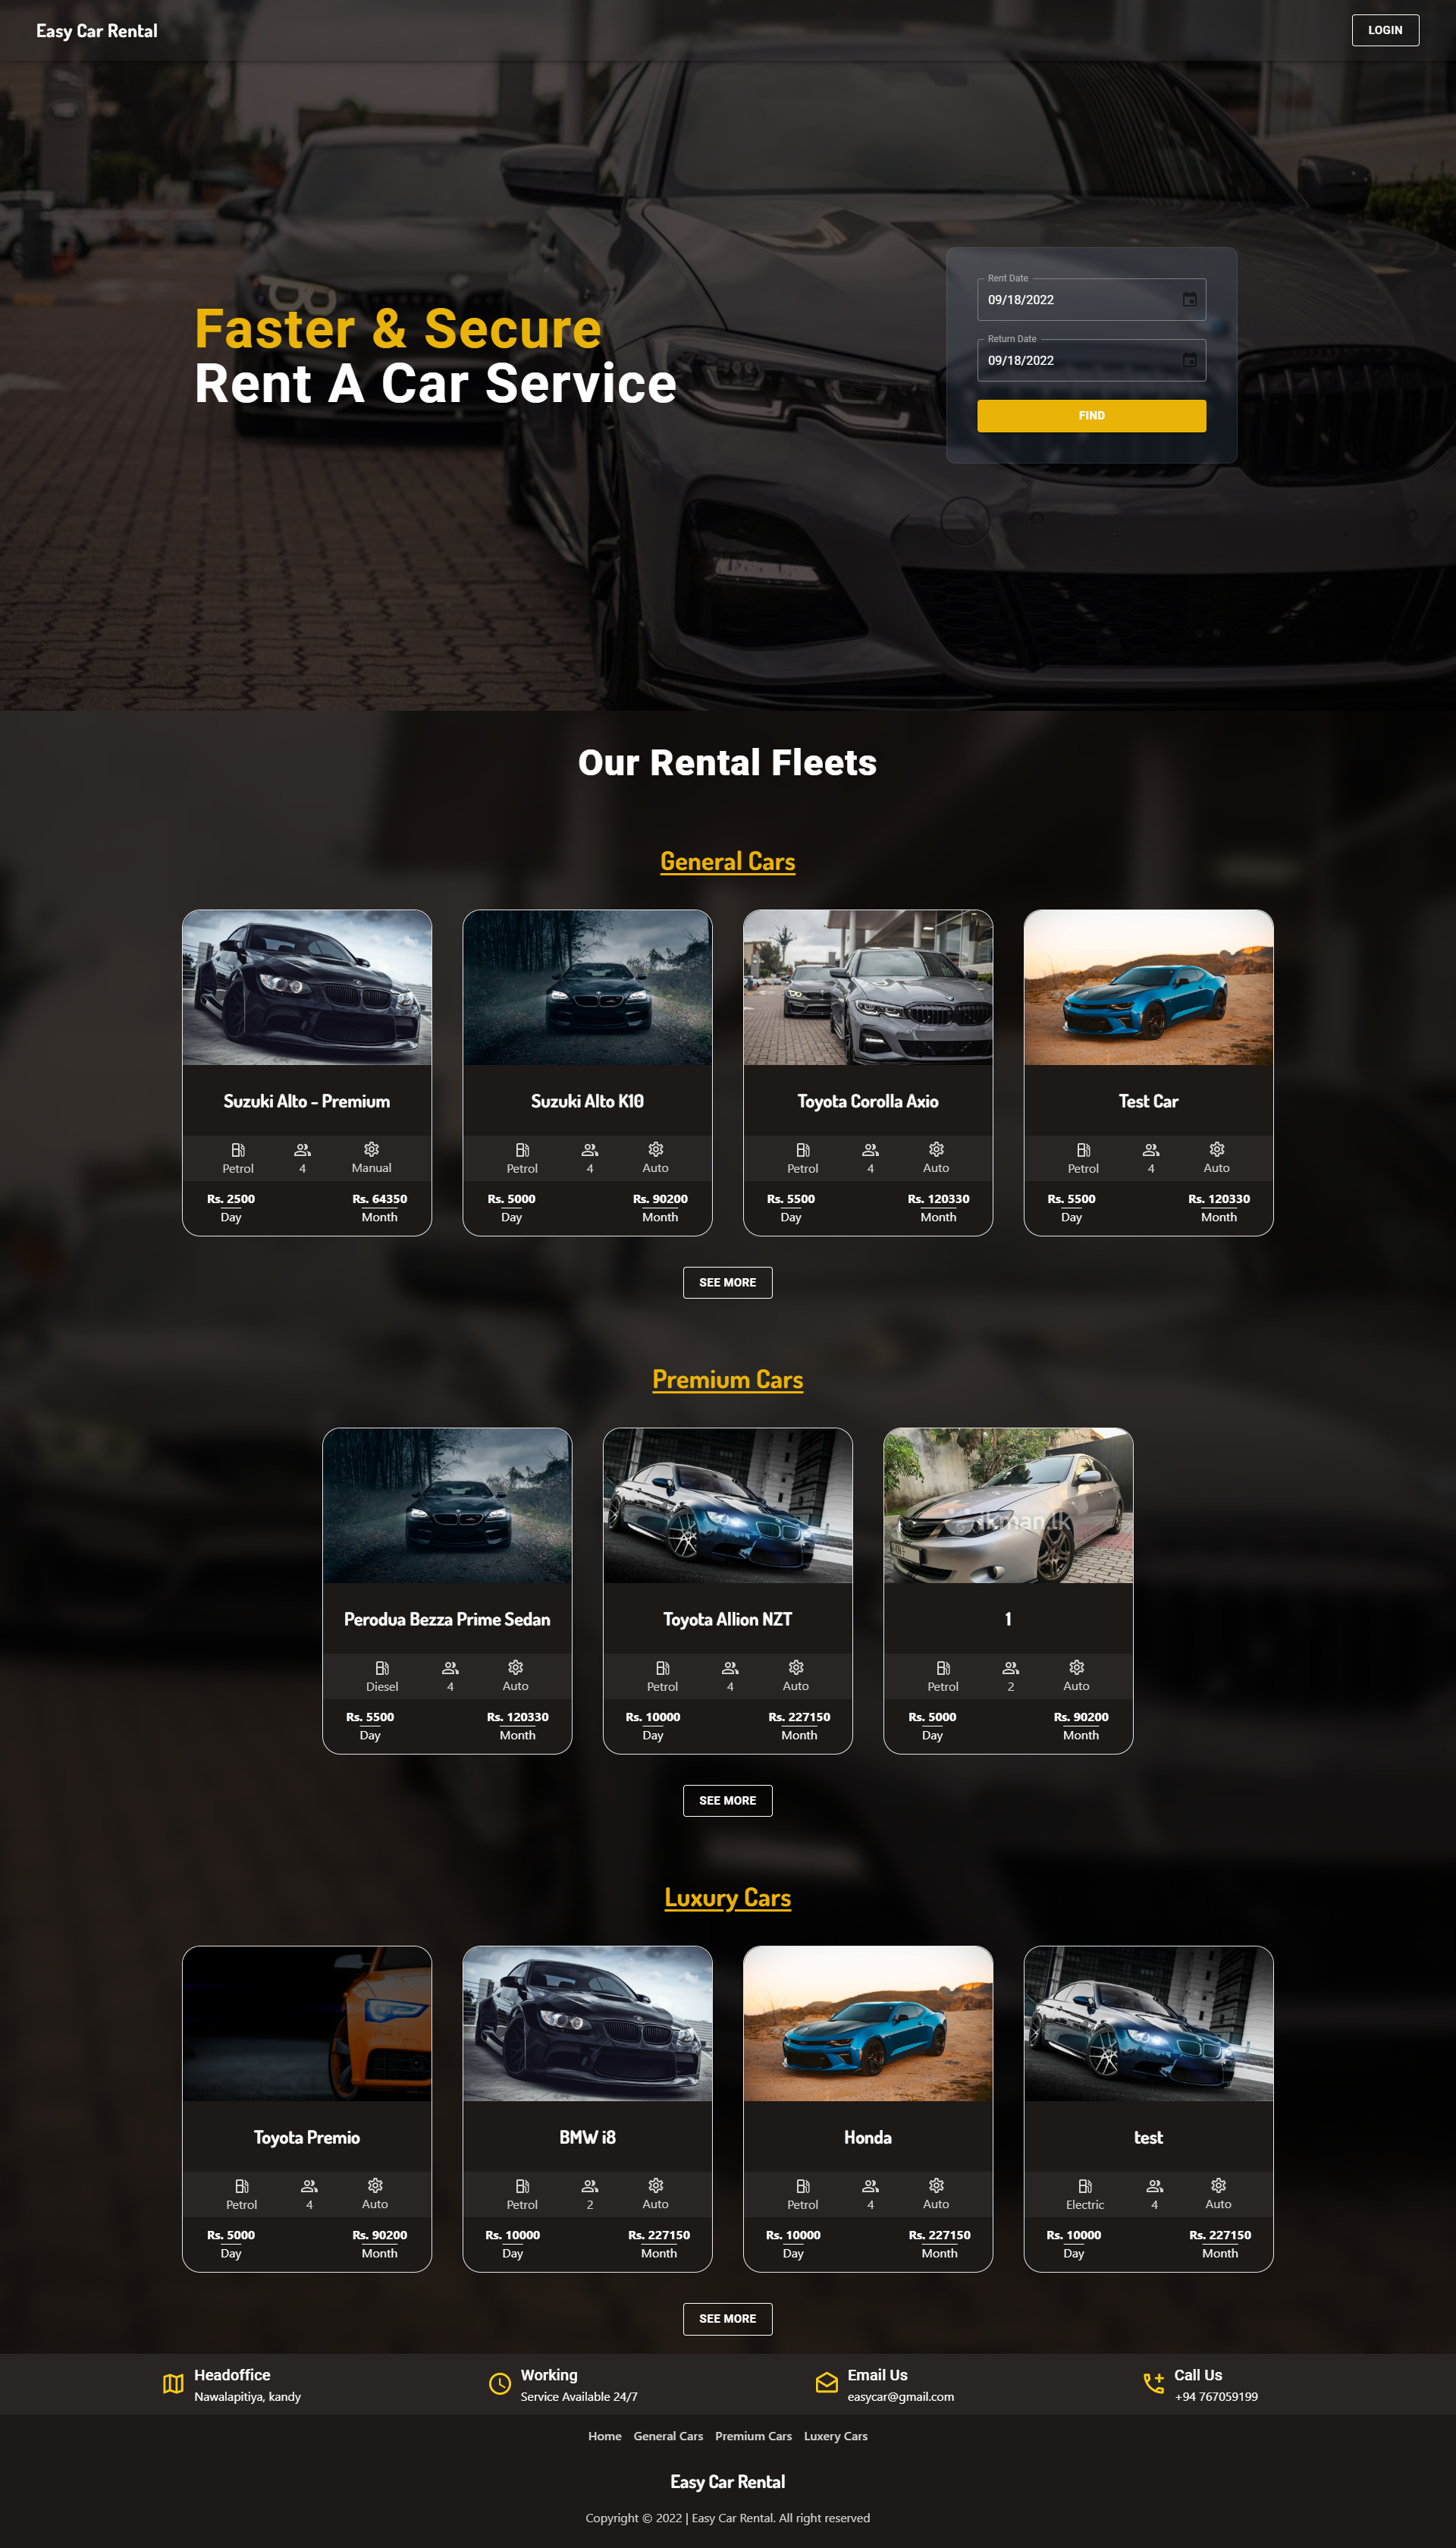 Easy Car Rental
LOGIN
Faster & Secure
Rent A Car Service
Rent Date
09/18/2022
Return Date
09/18/2022
FIND
Our Rental Fleets
General Cars
Suzuki Alto - Premium
Petrol 4 Manual
Rs. 2500 Rs. 64350
Day Month
Suzuki Alto K10
Petrol 4 Auto
Rs. 5000 Rs. 90200
Day Month
Toyota Corolla Axio
Petrol 4 Auto
Rs. 5500 Rs. 120330
Day Month
Test Car
Petrol 4 Auto
Rs. 5500 Rs. 120330
Day Month
SEE MORE
Premium Cars
Perodua Bezza Prime Sedan
Diesel 4 Auto
Rs. 5500 Rs. 120330
Day Month
Toyota Allion NZT
Petrol 4 Auto
Rs. 10000 Rs. 227150
Day Month
ikman.lk
1
Petrol 2 Auto
Rs. 5000 Rs. 90200
Day Month
SEE MORE
Luxury Cars
Toyota Premio
Petrol 4 Auto
Rs. 5000 Rs. 90200
Day Month
BMW i8
Petrol 2 Auto
Rs. 10000 Rs. 227150
Day Month
Honda
Petrol 4 Auto
Rs. 10000 Rs. 227150
Day Month
test
Electric 4 Auto
Rs. 10000 Rs. 227150
Day Month
SEE MORE
Headoffice
Nawalapitiya, kandy
Working
Service Available 24/7
Email Us
easycar@gmail.com
Call Us
+94 767059199
Home General Cars Premium Cars Luxery Cars
Easy Car Rental
Copyright © 2022 | Easy Car Rental. All right reserved